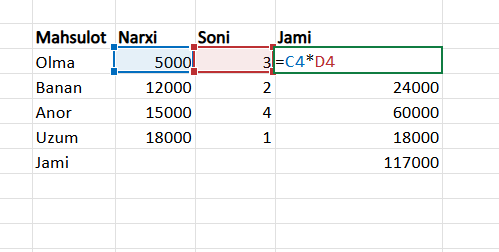 Mahsulot Narxi Soni Jami
Olma 5000 3 =C4*D4
Banan 12000 2 24000
Anor 15000 4 60000
Uzum 18000 1 18000
Jami 117000